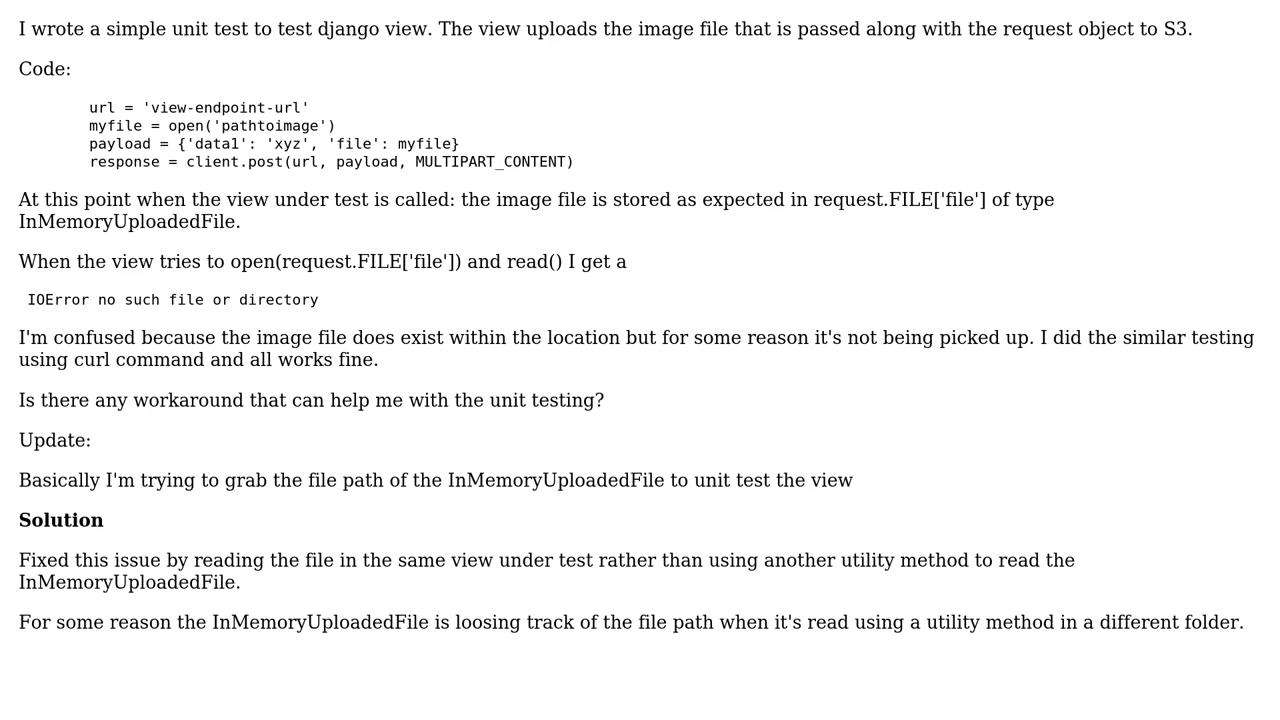 I wrote a simple unit test to test django view. The view uploads the image file that is passed along with the request object to S3.
Code:
url = 'view-endpoint-url'
myfile = open('pathtoimage')
payload = {'data1': 'xyz', 'file': myfile}
response = client.post(url, payload, MULTIPART_CONTENT)
At this point when the view under test is called: the image file is stored as expected in request.FILE['file'] of type
InMemoryUploadedFile.
When the view tries to open(request.FILE['file']) and read() I get a
IOError no such file or directory
I'm confused because the image file does exist within the location but for some reason it's not being picked up. I did the similar testing
using curl command and all works fine.
Is there any workaround that can help me with the unit testing?
Update:
Basically I'm trying to grab the file path of the InMemoryUploadedFile to unit test the view
Solution
Fixed this issue by reading the file in the same view under test rather than using another utility method to read the
InMemoryUploadedFile.
For some reason the InMemoryUploadedFile is loosing track of the file path when it's read using a utility method in a different folder.